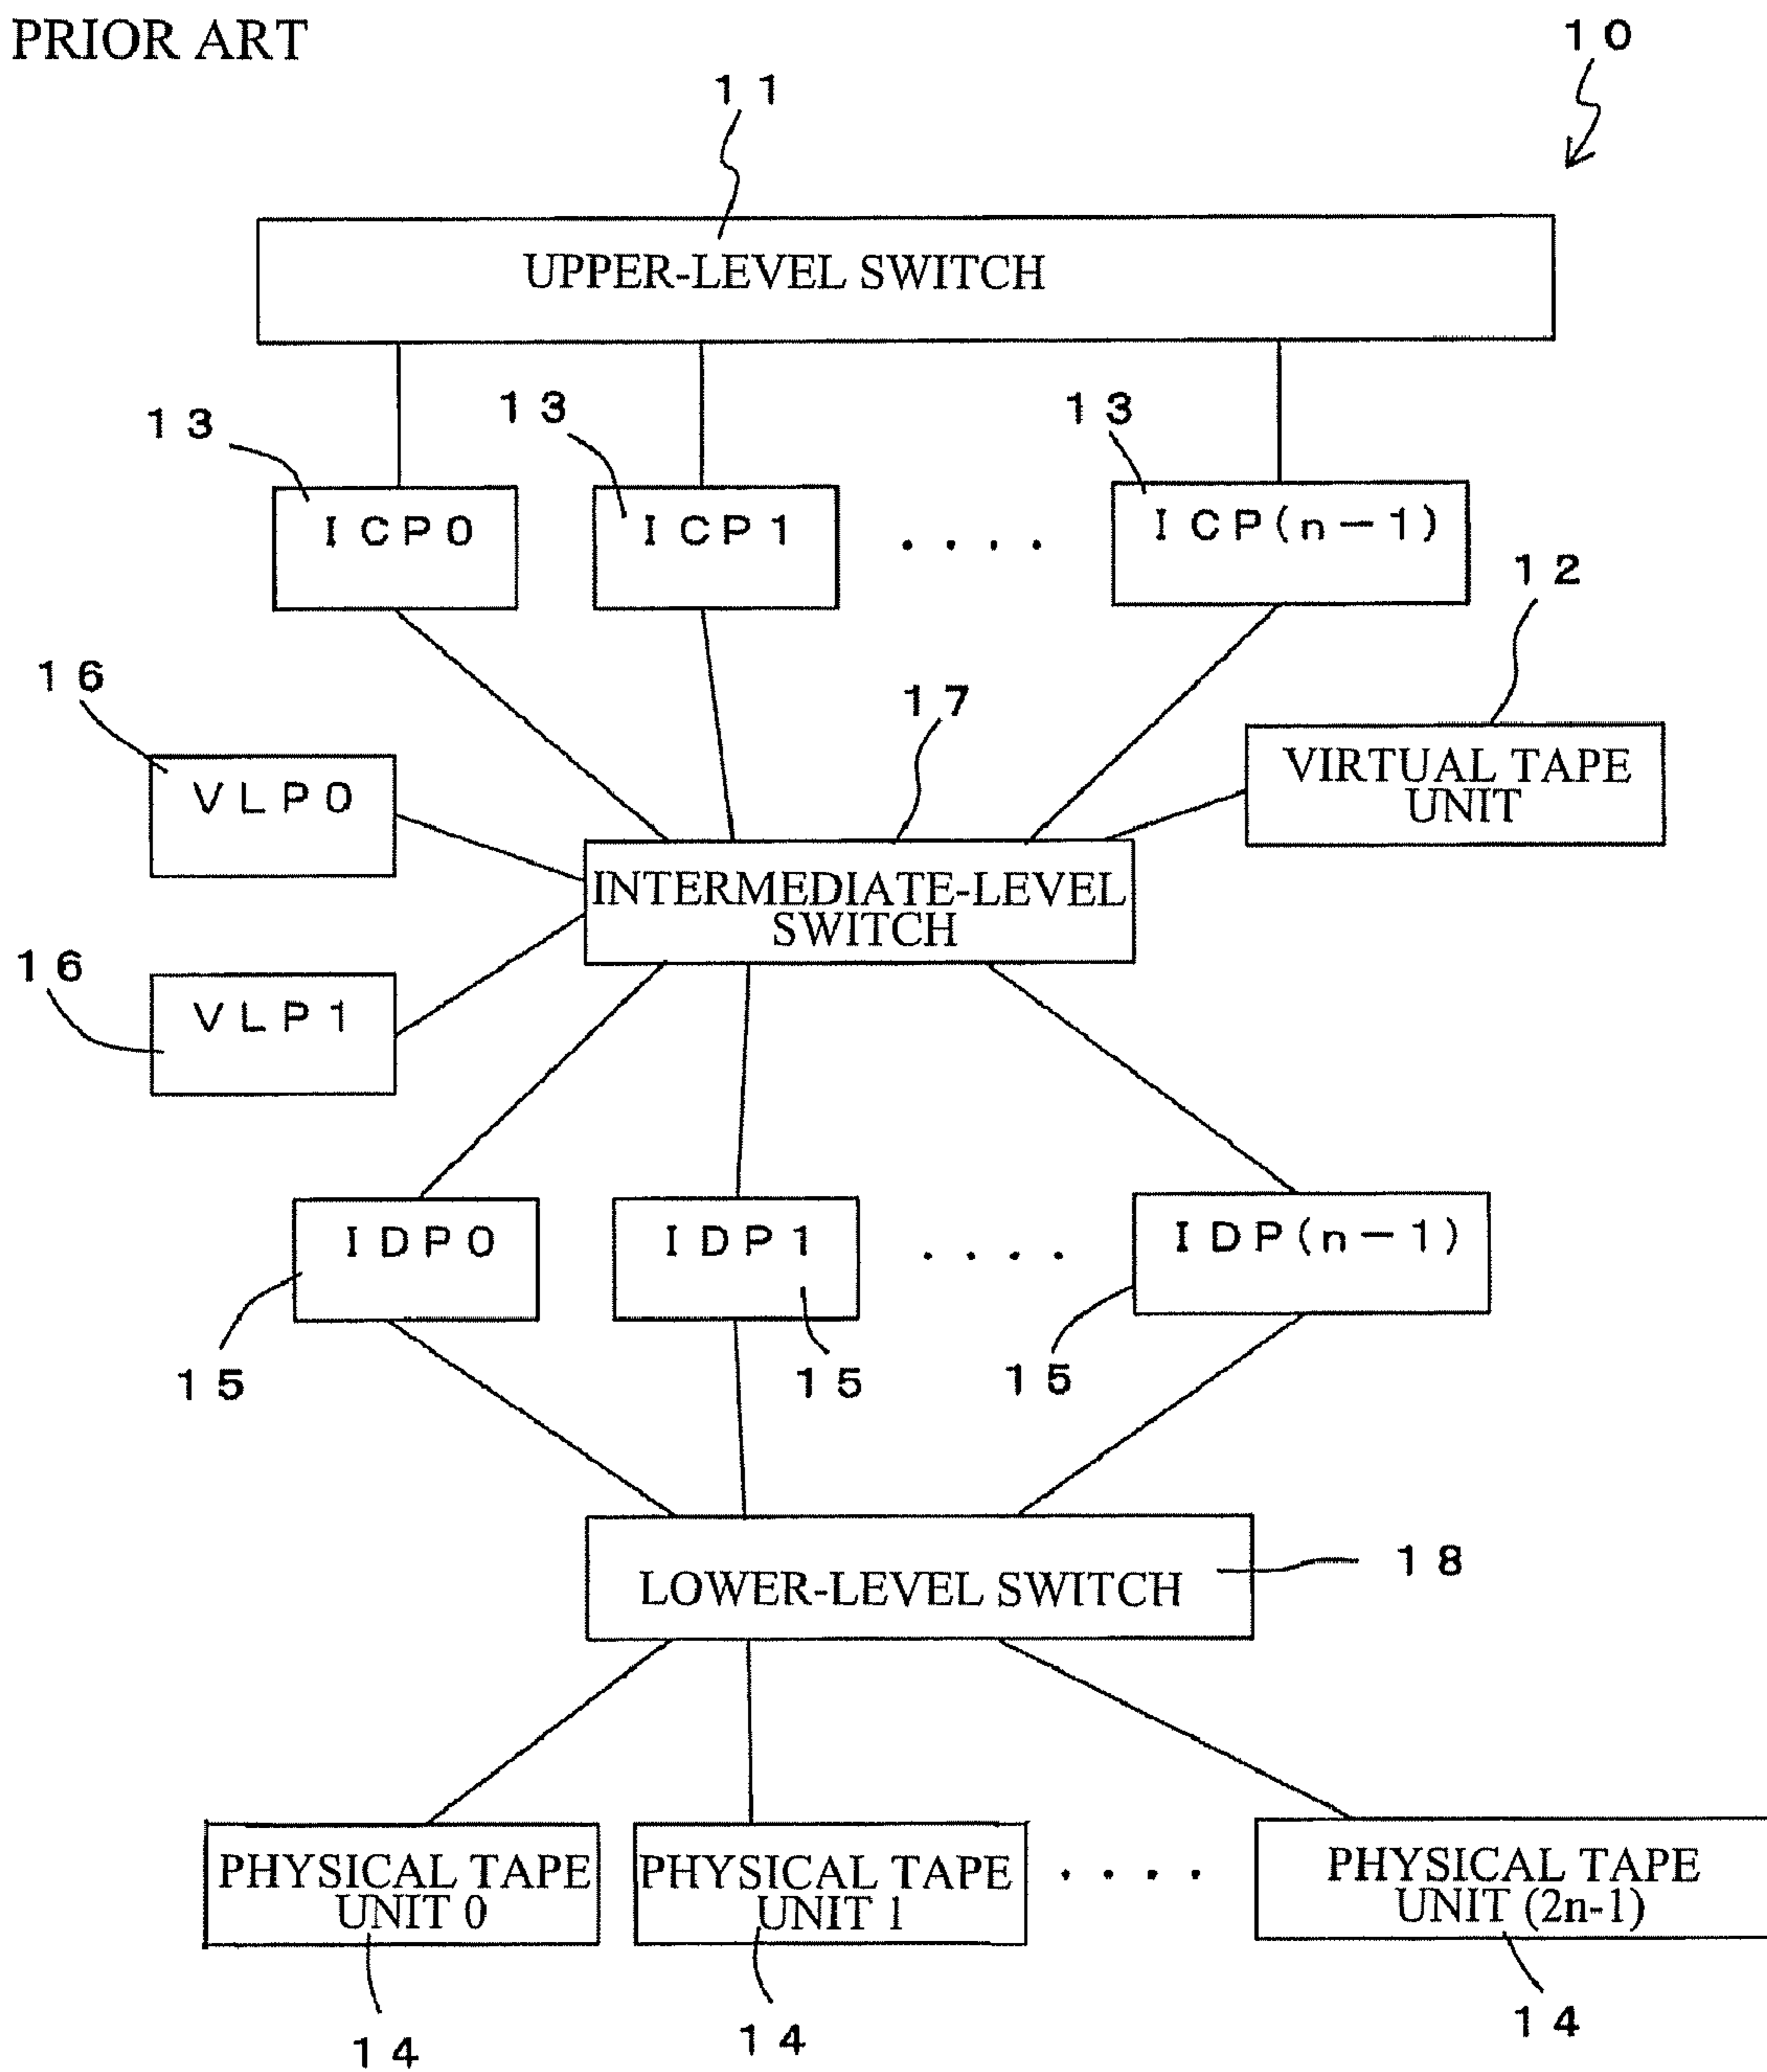 PRIOR ART
10
11
UPPER-LEVEL SWITCH
13
13
13
ICP0
ICP1
....
ICP(n-1)
12
16
17
VLP0
VIRTUAL TAPE
UNIT
INTERMEDIATE-LEVEL
SWITCH
16
VLP1
IDP0
IDP1
....
IDP(n-1)
15
15
15
LOWER-LEVEL SWITCH
18
PHYSICAL TAPE
UNIT 0
PHYSICAL TAPE
UNIT 1
....
PHYSICAL TAPE
UNIT (2n-1)
14
14
14